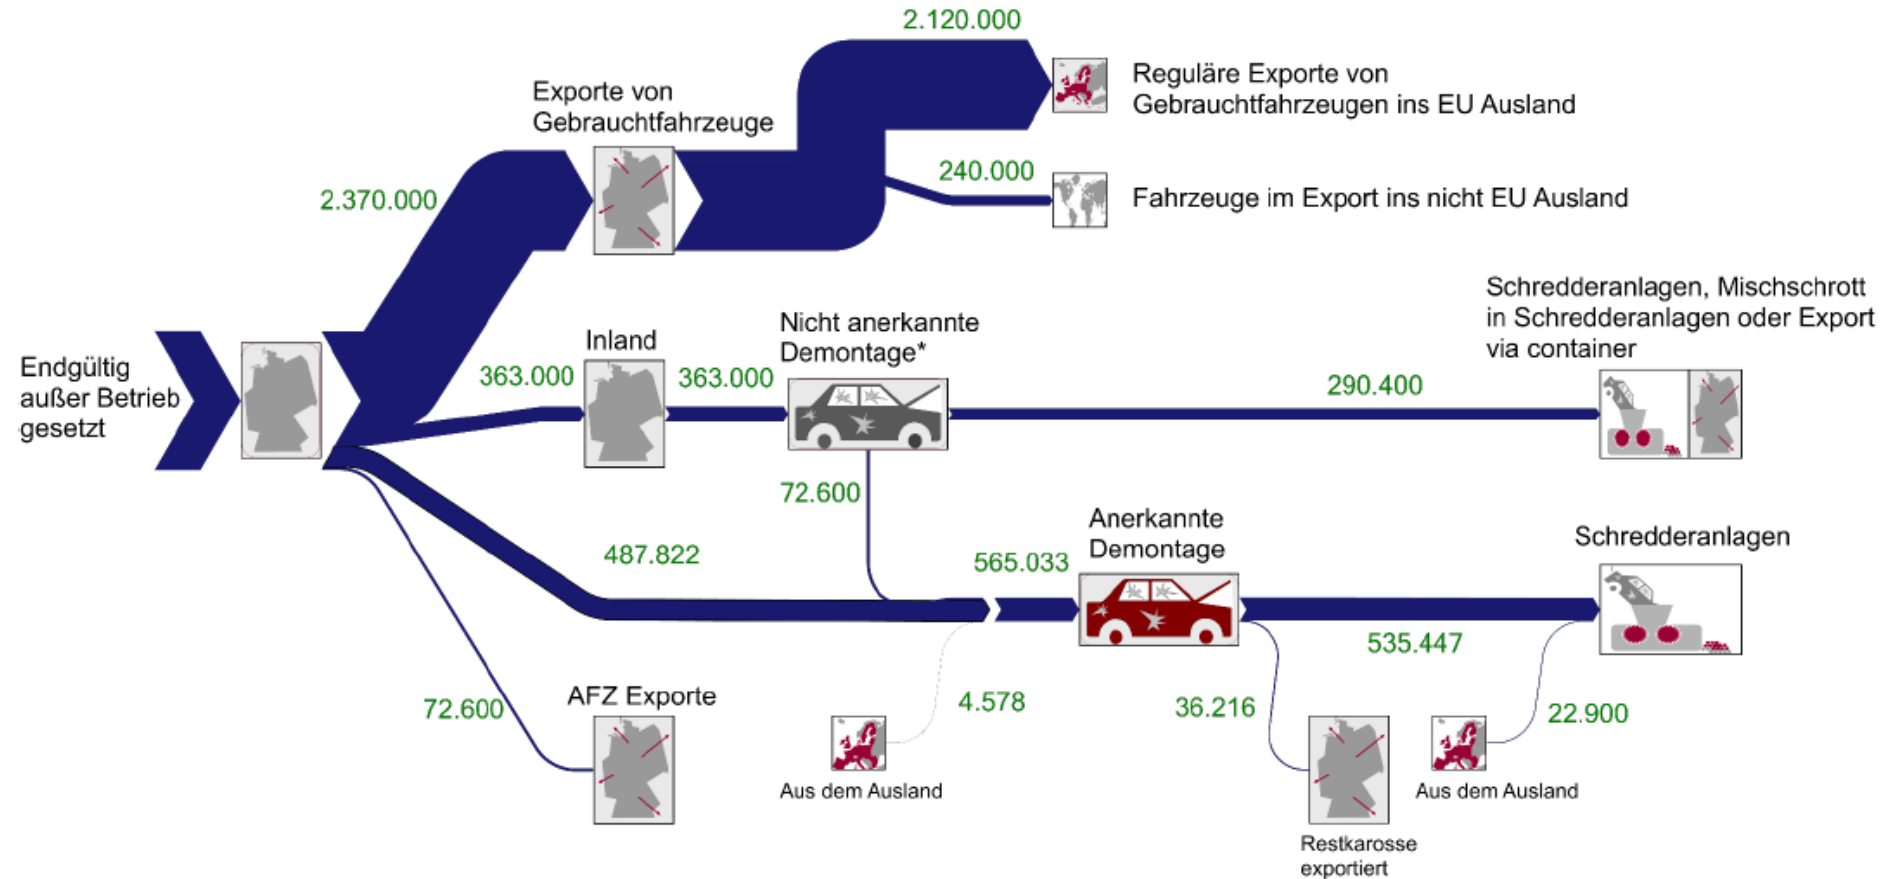 2.120.000
Reguläre Exporte von
Gebrauchtfahrzeugen ins EU Ausland
Exporte von
Gebrauchtfahrzeuge
2.370.000
240.000
Fahrzeuge im Export ins nicht EU Ausland
Endgültig
außer Betrieb
gesetzt
Inland
363.000
363.000
Nicht anerkannte
Demontage*
290.400
Schredderanlagen, Mischschrott
in Schredderanlagen oder Export
via container
72.600
487.822
565.033
Anerkannte
Demontage
535.447
Schredderanlagen
72.600
AFZ Exporte
4.578
Aus dem Ausland
36.216
Restkarosse
exportiert
22.900
Aus dem Ausland